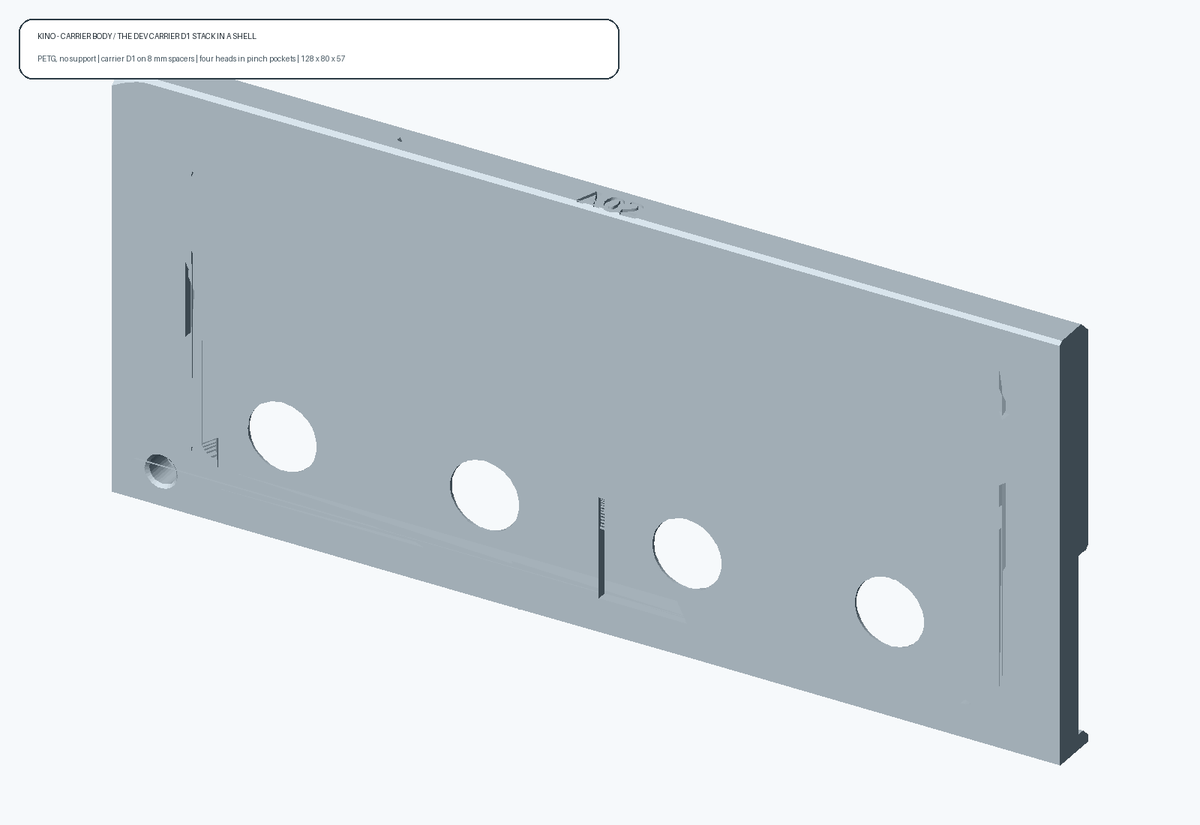 KINO - CARRIER BODY / THE DEV CARRIER D1 STACK IN A SHELL
PETG, no support | carrier D1 on 8 mm spacers | four heads in pinch pockets | 128 x 80 x 57
A02